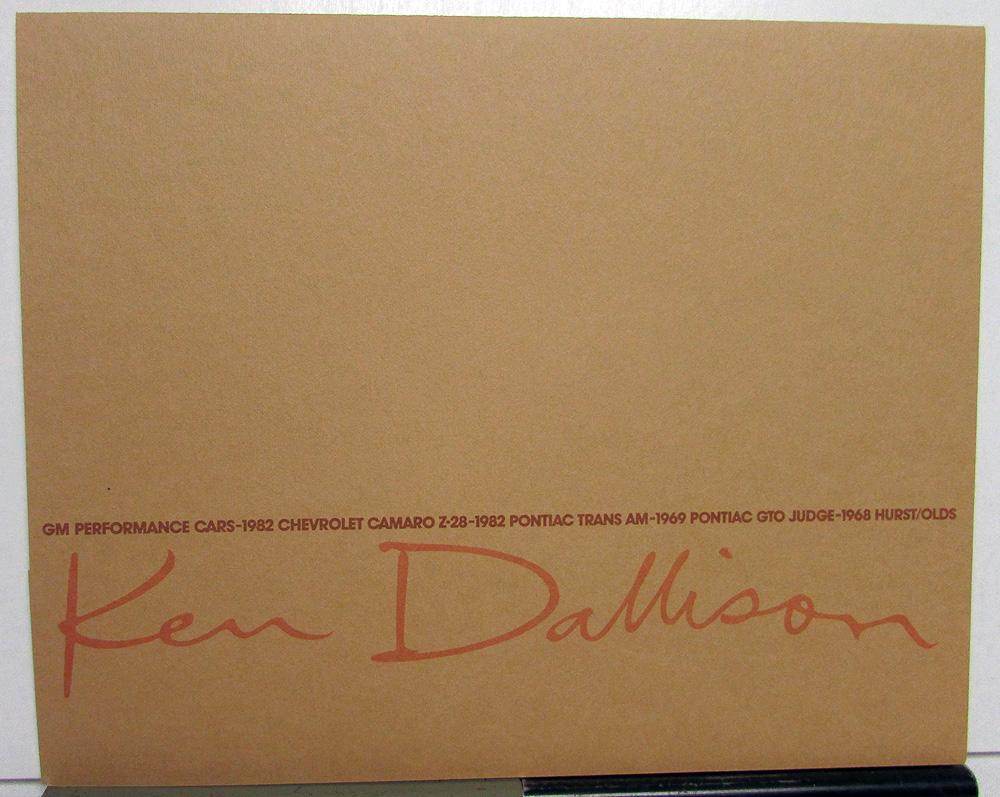 GM PERFORMANCE CARS-1982 CHEVROLET CAMARO Z-28-1982 PONTIAC TRANS AM-1969 PONTIAC GTO JUDGE-1968 HURST/OLDS
Ken Dallison